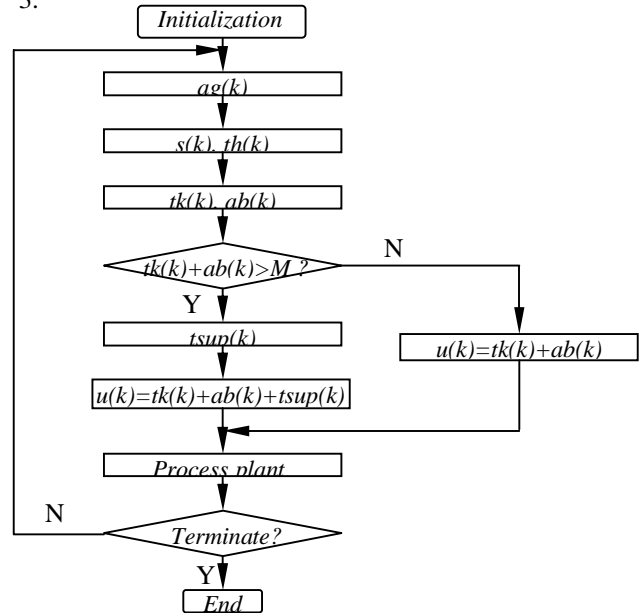 3.
Initialization
ag(k)
s(k), th(k)
tk(k), ab(k)
tk(k)+ab(k)>M ?
N
Y
tsup(k)
u(k)=tk(k)+ab(k)
u(k)=tk(k)+ab(k)+tsup(k)
Process plant
N
Terminate?
Y
End